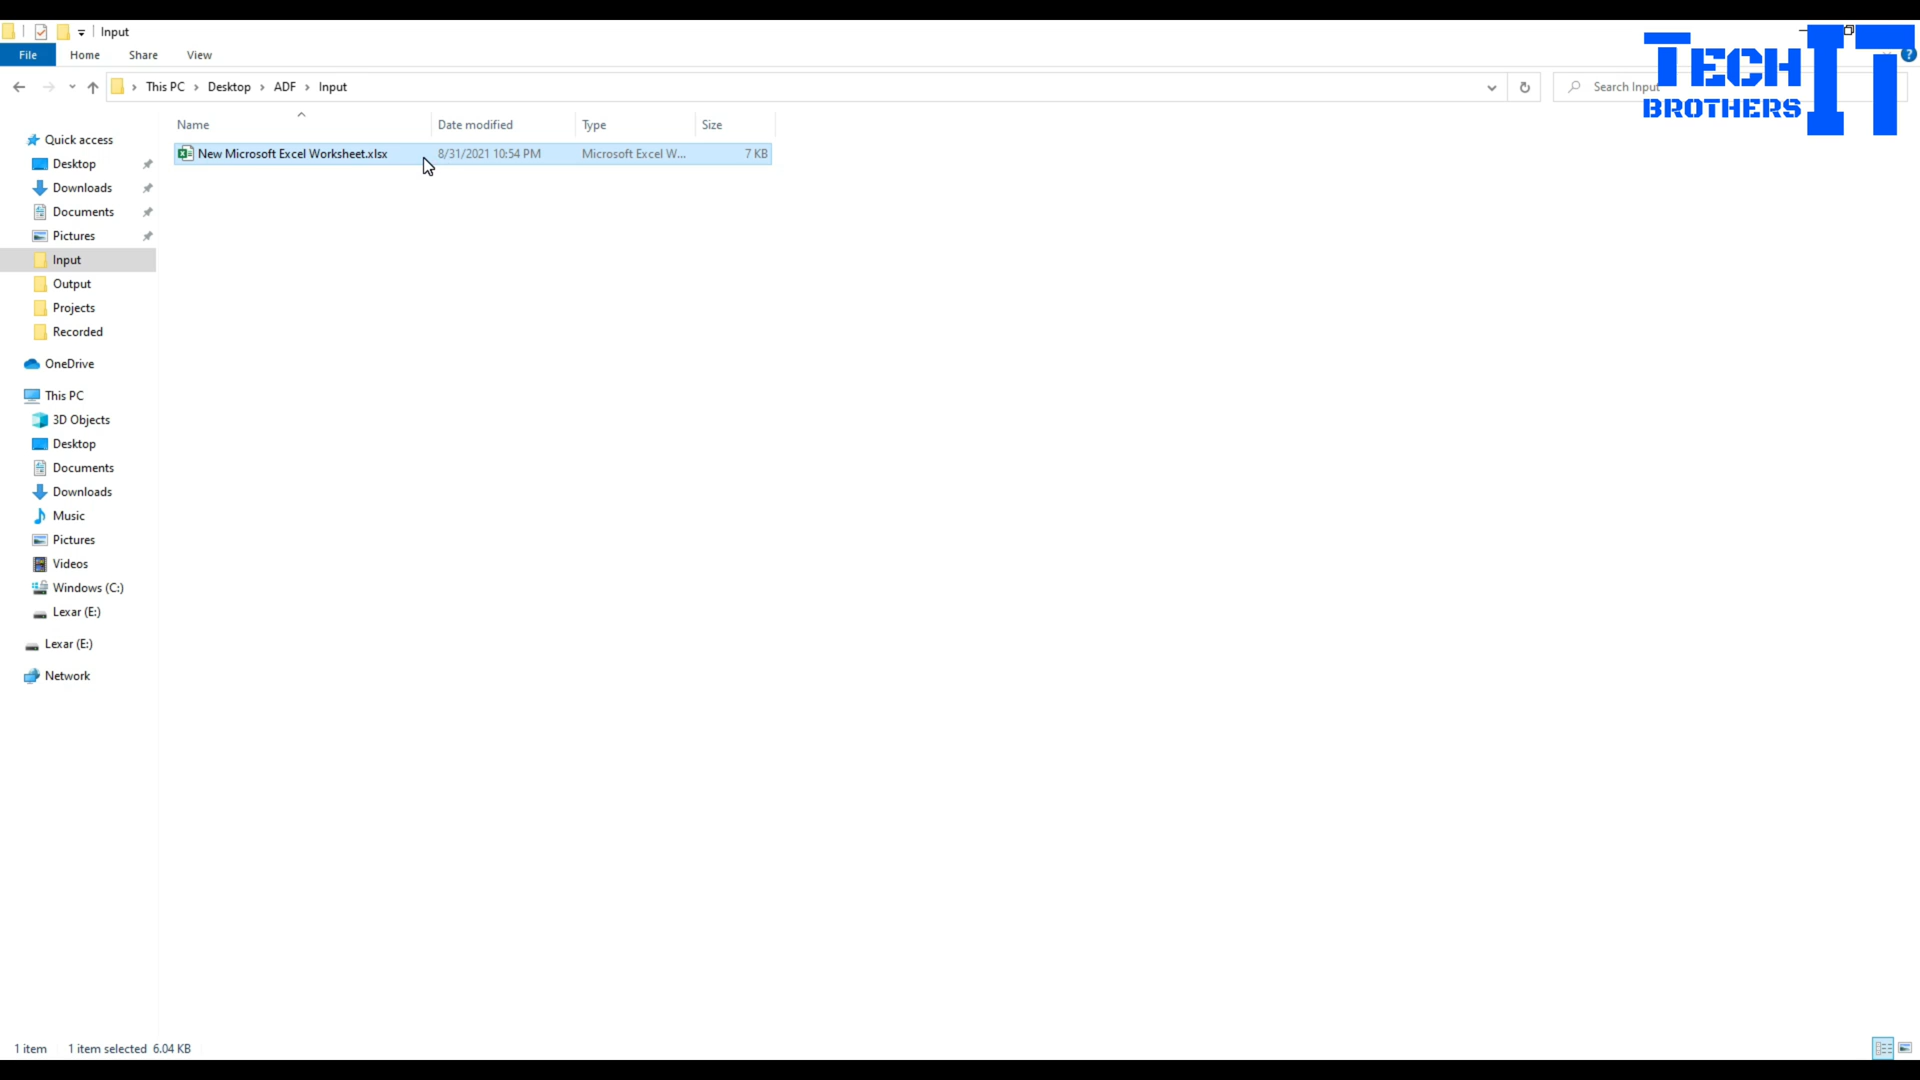 Input
File Home Share View
This PC Desktop ADF Input
Search Input
TECH IT
BROTHERS
Name Date modified Type Size
New Microsoft Excel Worksheet.xlsx 8/31/2021 10:54 PM Microsoft Excel W... 7 KB
Quick access
Desktop
Downloads
Documents
Pictures
Input
Output
Projects
Recorded
OneDrive
This PC
3D Objects
Desktop
Documents
Downloads
Music
Pictures
Videos
Windows (C:)
Lexar (E:)
Lexar (E:)
Network
1 item 1 item selected 6.04 KB